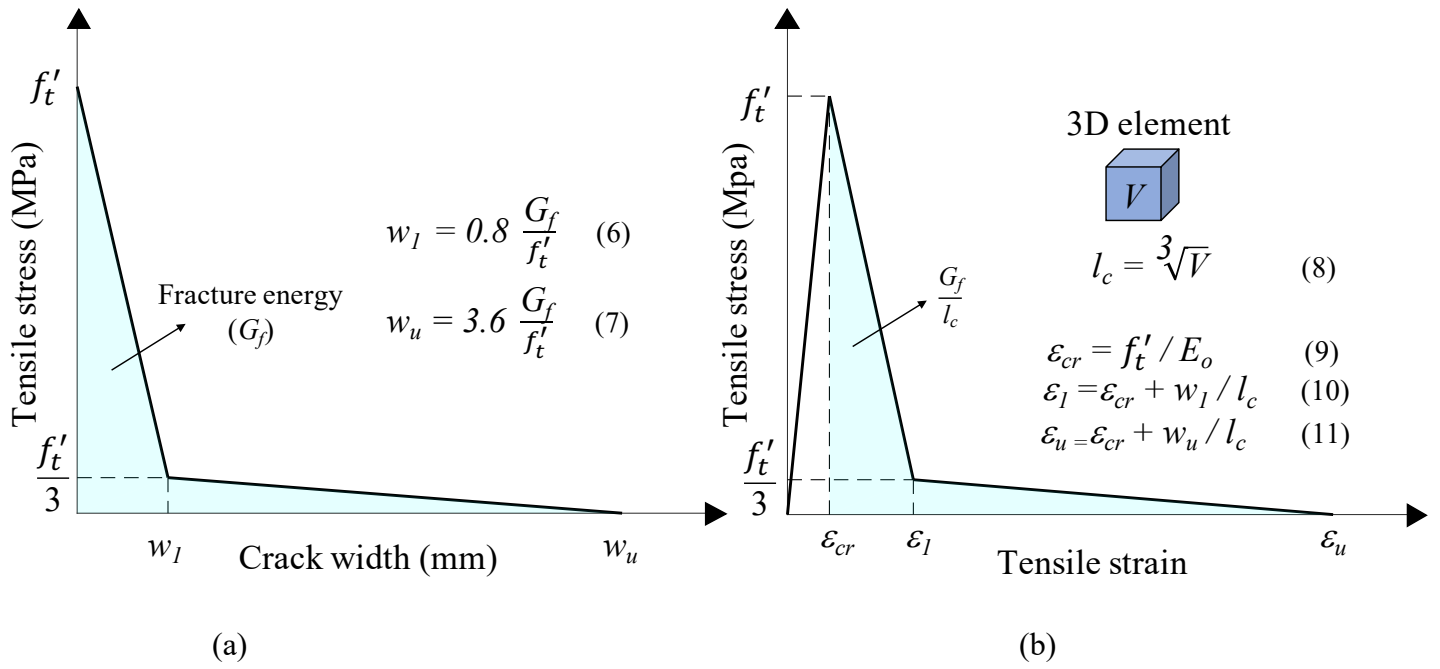 f't
Tensile stress (MPa)
Fracture energy
(Gf)
w1 = 0.8 Gf/f't (6)
wu = 3.6 Gf/f't (7)
f't/3
w1
Crack width (mm)
wu
(a)
f't
Tensile stress (Mpa)
3D element
V
lc = ∛V (8)
Gf/lc
εcr = f't / Eo (9)
ε1 =εcr + w1 / lc (10)
εu =εcr + wu / lc (11)
f't/3
εcr
ε1
εu
Tensile strain
(b)